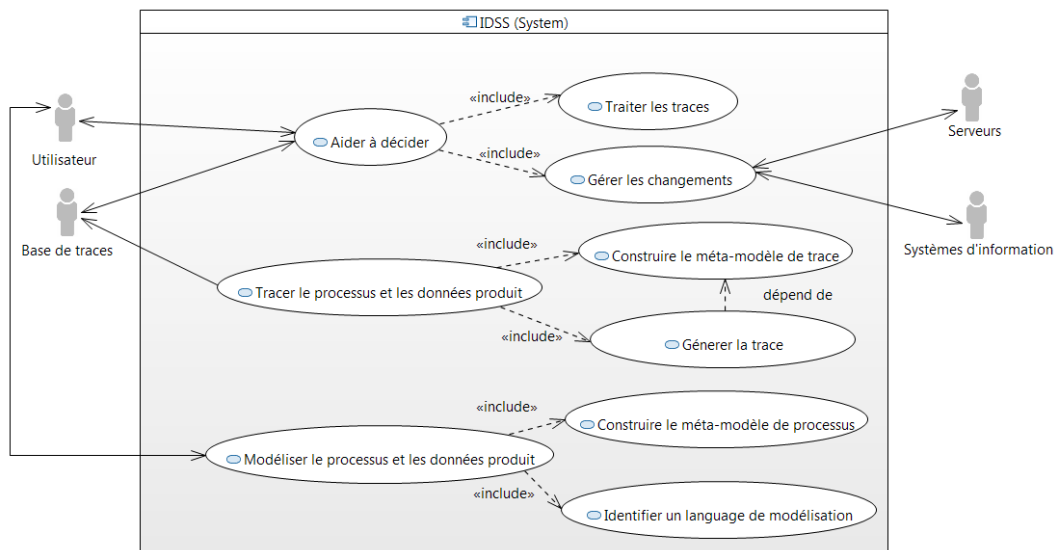 IDSS (System)
«include»
Traiter les traces
Utilisateur
Aider à décider
«include»
Gérer les changements
Serveurs
Base de traces
Systèmes d'information
«include»
Construire le méta-modèle de trace
Tracer le processus et les données produit
dépend de
«include»
Génerer la trace
«include»
Construire le méta-modèle de processus
Modéliser le processus et les données produit
«include»
Identifier un language de modélisation